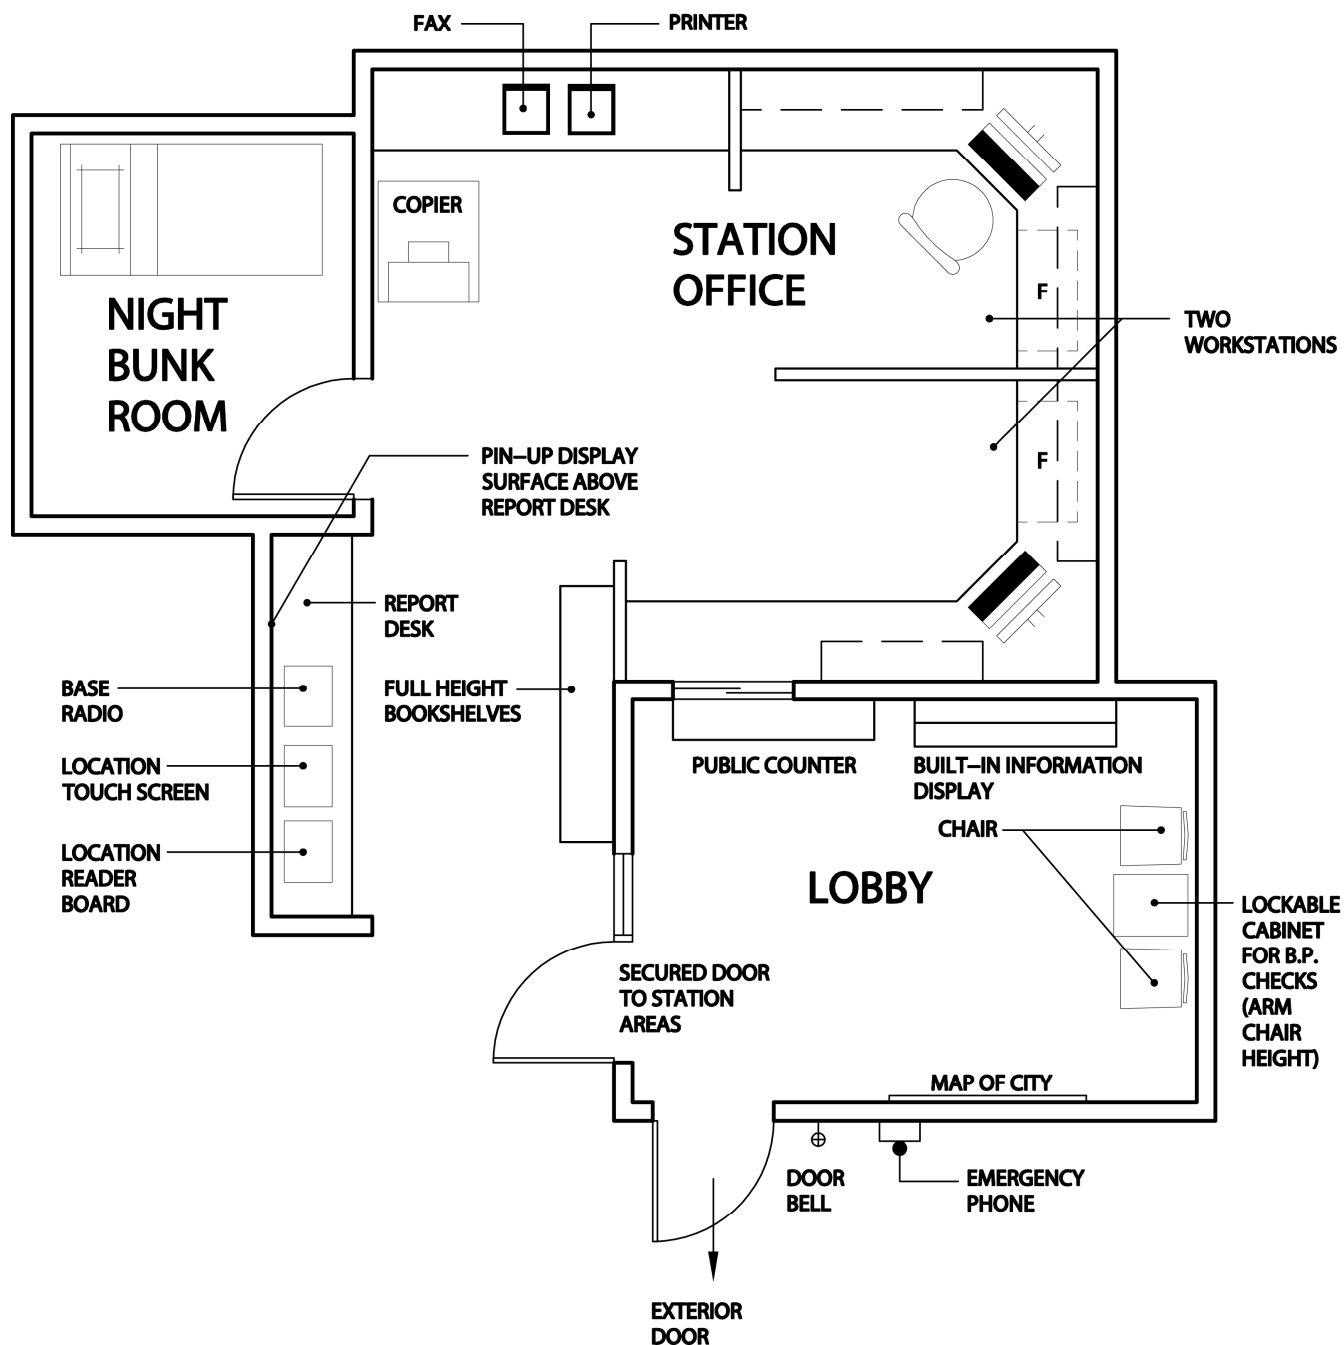 FAX
PRINTER
COPIER
STATION
OFFICE
NIGHT
BUNK
ROOM
F
TWO
WORKSTATIONS
F
PIN–UP DISPLAY
SURFACE ABOVE
REPORT DESK
REPORT
DESK
BASE
RADIO
FULL HEIGHT
BOOKSHELVES
LOCATION
TOUCH SCREEN
PUBLIC COUNTER
BUILT–IN INFORMATION
DISPLAY
CHAIR
LOCATION
READER
BOARD
LOBBY
LOCKABLE
CABINET
FOR B.P.
CHECKS
(ARM
CHAIR
HEIGHT)
SECURED DOOR
TO STATION
AREAS
MAP OF CITY
DOOR
BELL
EMERGENCY
PHONE
EXTERIOR
DOOR